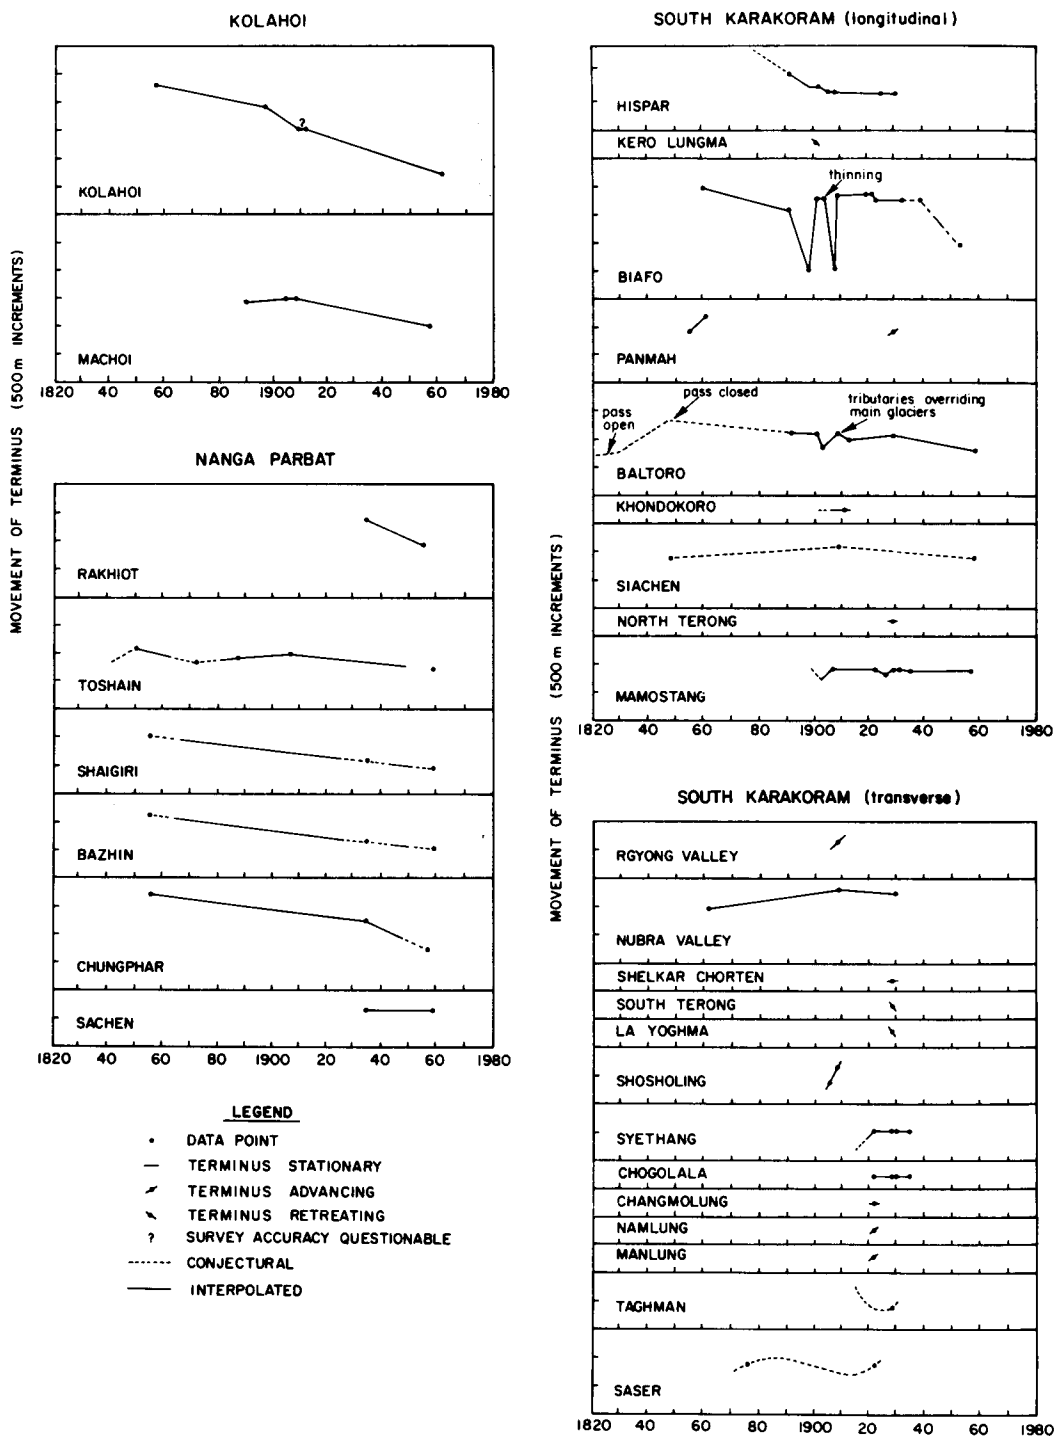 KOLAHOI
KOLAHOI
?
MACHOI
1820 40 60 80 1900 20 40 60 1980
MOVEMENT OF TERMINUS (500m INCREMENTS)
NANGA PARBAT
RAKHIOT
TOSHAIN
SHAIGIRI
BAZHIN
CHUNGPHAR
SACHEN
1820 40 60 80 1900 20 40 60 1980
LEGEND
DATA POINT
TERMINUS STATIONARY
TERMINUS ADVANCING
TERMINUS RETREATING
? SURVEY ACCURACY QUESTIONABLE
CONJECTURAL
INTERPOLATED
SOUTH KARAKORAM (longitudinal)
HISPAR
KERO LUNGMA
thinning
BIAFO
PANMAH
pass closed
pass
open
tributaries overriding
main glaciers
BALTORO
KHONDOKORO
SIACHEN
NORTH TERONG
MAMOSTANG
1820 40 60 80 1900 20 40 60 1980
MOVEMENT OF TERMINUS (500m INCREMENTS)
SOUTH KARAKORAM (transverse)
RGYONG VALLEY
NUBRA VALLEY
SHELKAR CHORTEN
SOUTH TERONG
LA YOGHMA
SHOSHOLING
SYETHANG
CHOGOLALA
CHANGMOLUNG
NAMLUNG
MANLUNG
TAGHMAN
SASER
1820 40 60 80 1900 20 40 60 1980